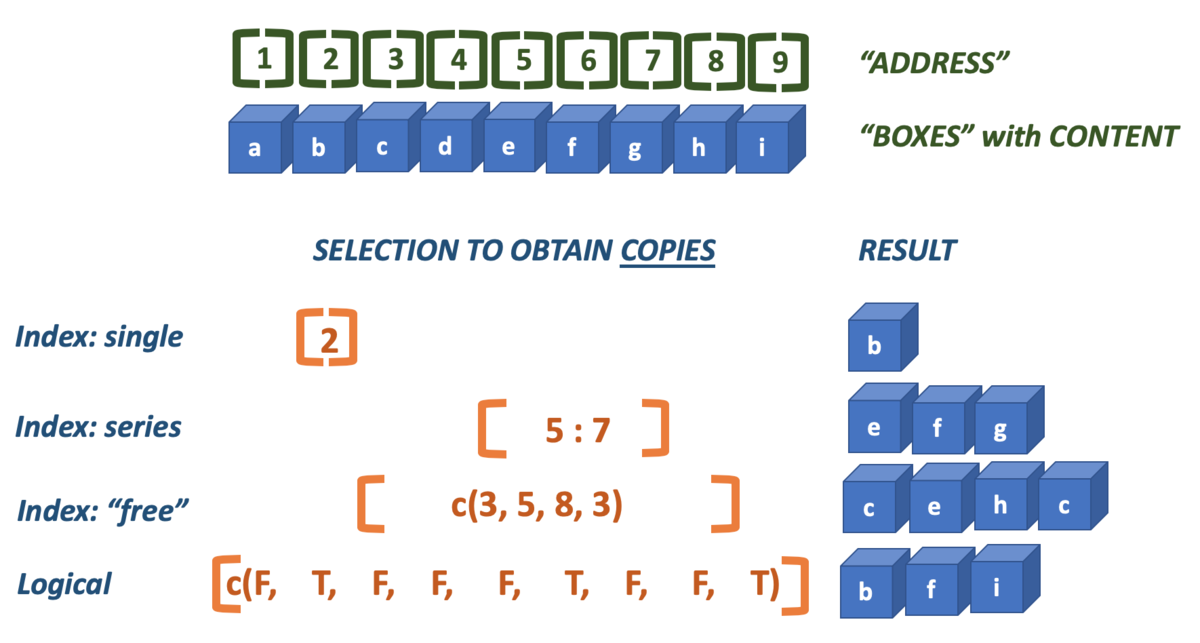 [1] [2] [3] [4] [5] [6] [7] [8] [9] “ADDRESS”
a b c d e f g h i “BOXES” with CONTENT
SELECTION TO OBTAIN COPIES RESULT
Index: single [2] b
Index: series [ 5 : 7 ] e f g
Index: “free” [ c(3, 5, 8, 3) ] c e h c
Logical [c(F, T, F, F, F, T, F, F, T)] b f i